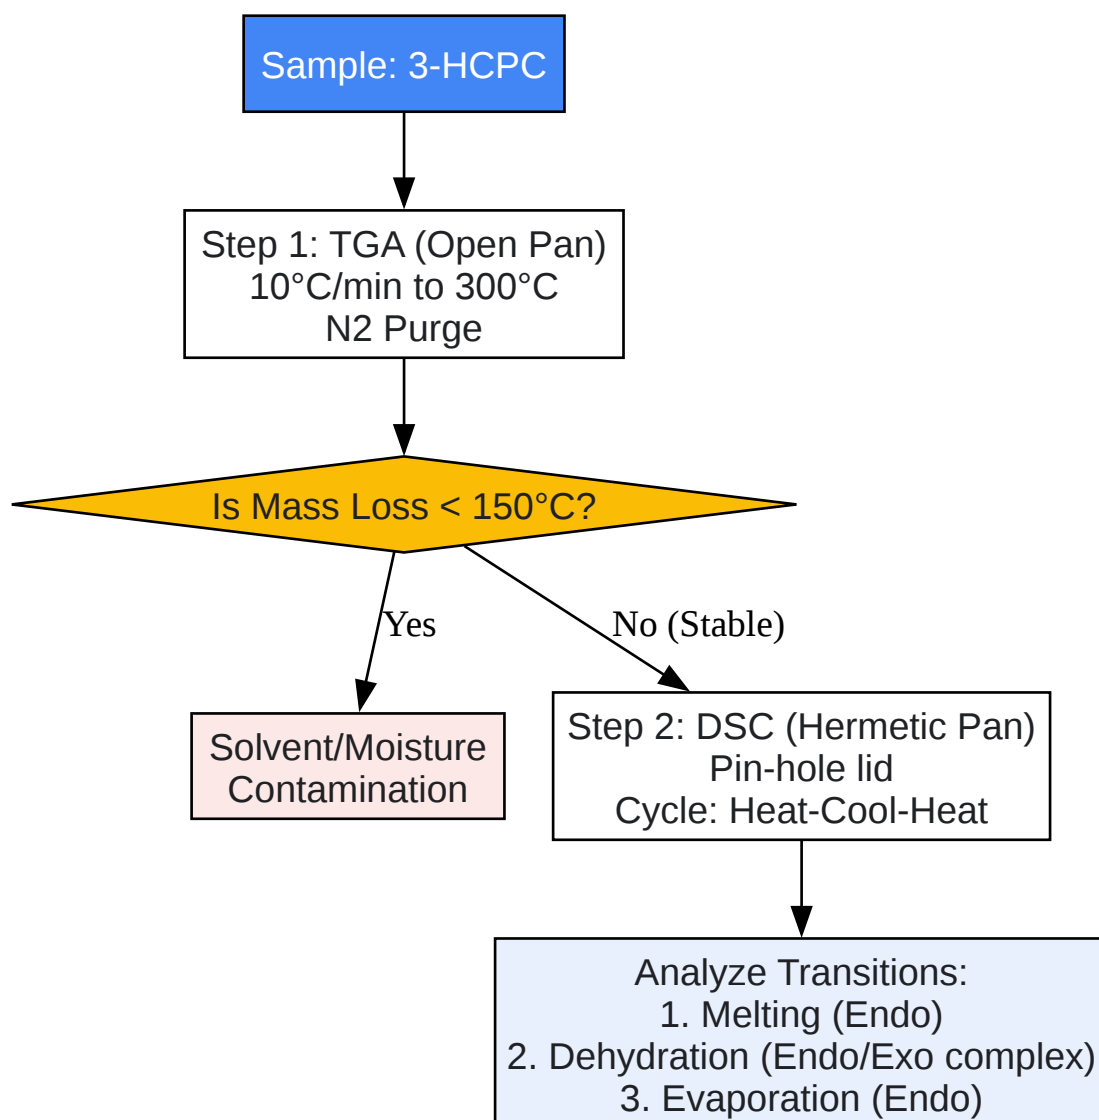 Sample: 3-HCPC
Step 1: TGA (Open Pan)
10°C/min to 300°C
N2 Purge
Is Mass Loss < 150°C?
Yes
No (Stable)
Solvent/Moisture
Contamination
Step 2: DSC (Hermetic Pan)
Pin-hole lid
Cycle: Heat-Cool-Heat
Analyze Transitions:
1. Melting (Endo)
2. Dehydration (Endo/Exo complex)
3. Evaporation (Endo)